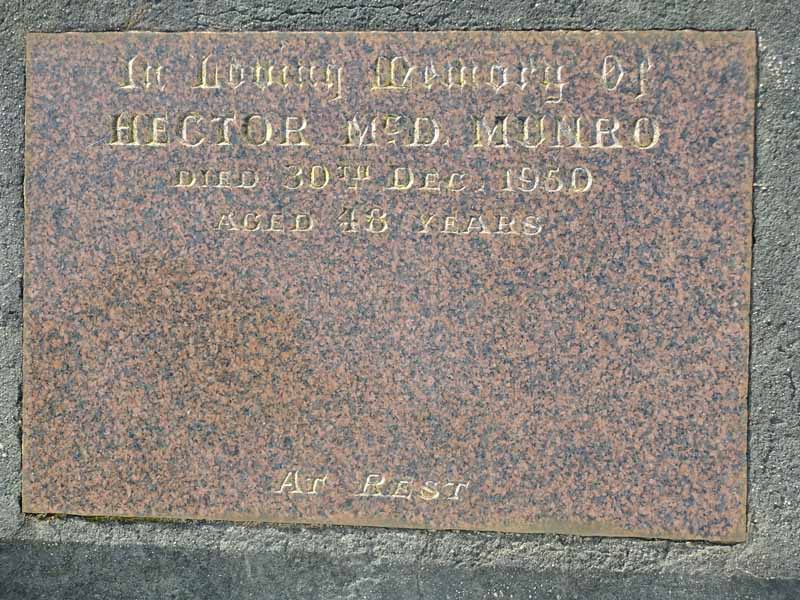 In Loving Memory Of
HECTOR McD. MUNRO
DIED 30TH DEC. 1950
AGED 48 YEARS
AT REST